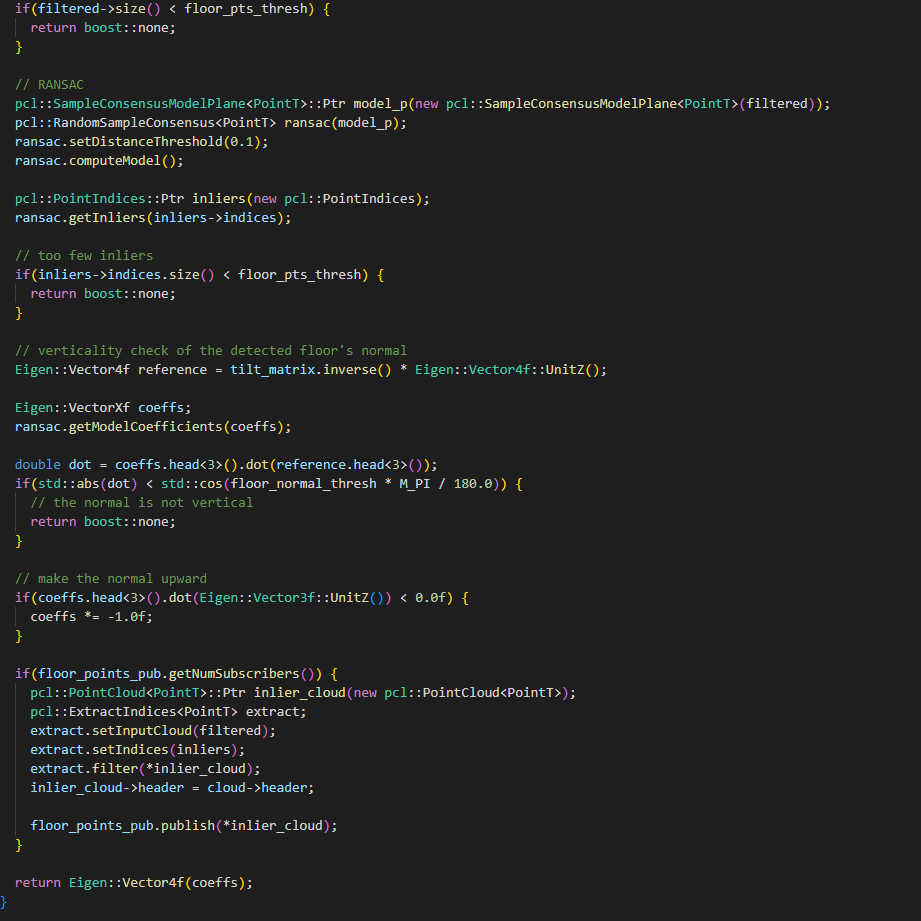 if(filtered->size() < floor_pts_thresh) {
return boost::none;
}
// RANSAC
pcl::SampleConsensusModelPlane<PointT>::Ptr model_p(new pcl::SampleConsensusModelPlane<PointT>(filtered));
pcl::RandomSampleConsensus<PointT> ransac(model_p);
ransac.setDistanceThreshold(0.1);
ransac.computeModel();
pcl::PointIndices::Ptr inliers(new pcl::PointIndices);
ransac.getInliers(inliers->indices);
// too few inliers
if(inliers->indices.size() < floor_pts_thresh) {
return boost::none;
}
// verticality check of the detected floor's normal
Eigen::Vector4f reference = tilt_matrix.inverse() * Eigen::Vector4f::UnitZ();
Eigen::VectorXf coeffs;
ransac.getModelCoefficients(coeffs);
double dot = coeffs.head<3>().dot(reference.head<3>());
if(std::abs(dot) < std::cos(floor_normal_thresh * M_PI / 180.0)) {
// the normal is not vertical
return boost::none;
}
// make the normal upward
if(coeffs.head<3>().dot(Eigen::Vector3f::UnitZ()) < 0.0f) {
coeffs *= -1.0f;
}
if(floor_points_pub.getNumSubscribers()) {
pcl::PointCloud<PointT>::Ptr inlier_cloud(new pcl::PointCloud<PointT>);
pcl::ExtractIndices<PointT> extract;
extract.setInputCloud(filtered);
extract.setIndices(inliers);
extract.filter(*inlier_cloud);
inlier_cloud->header = cloud->header;
floor_points_pub.publish(*inlier_cloud);
}
return Eigen::Vector4f(coeffs);
}